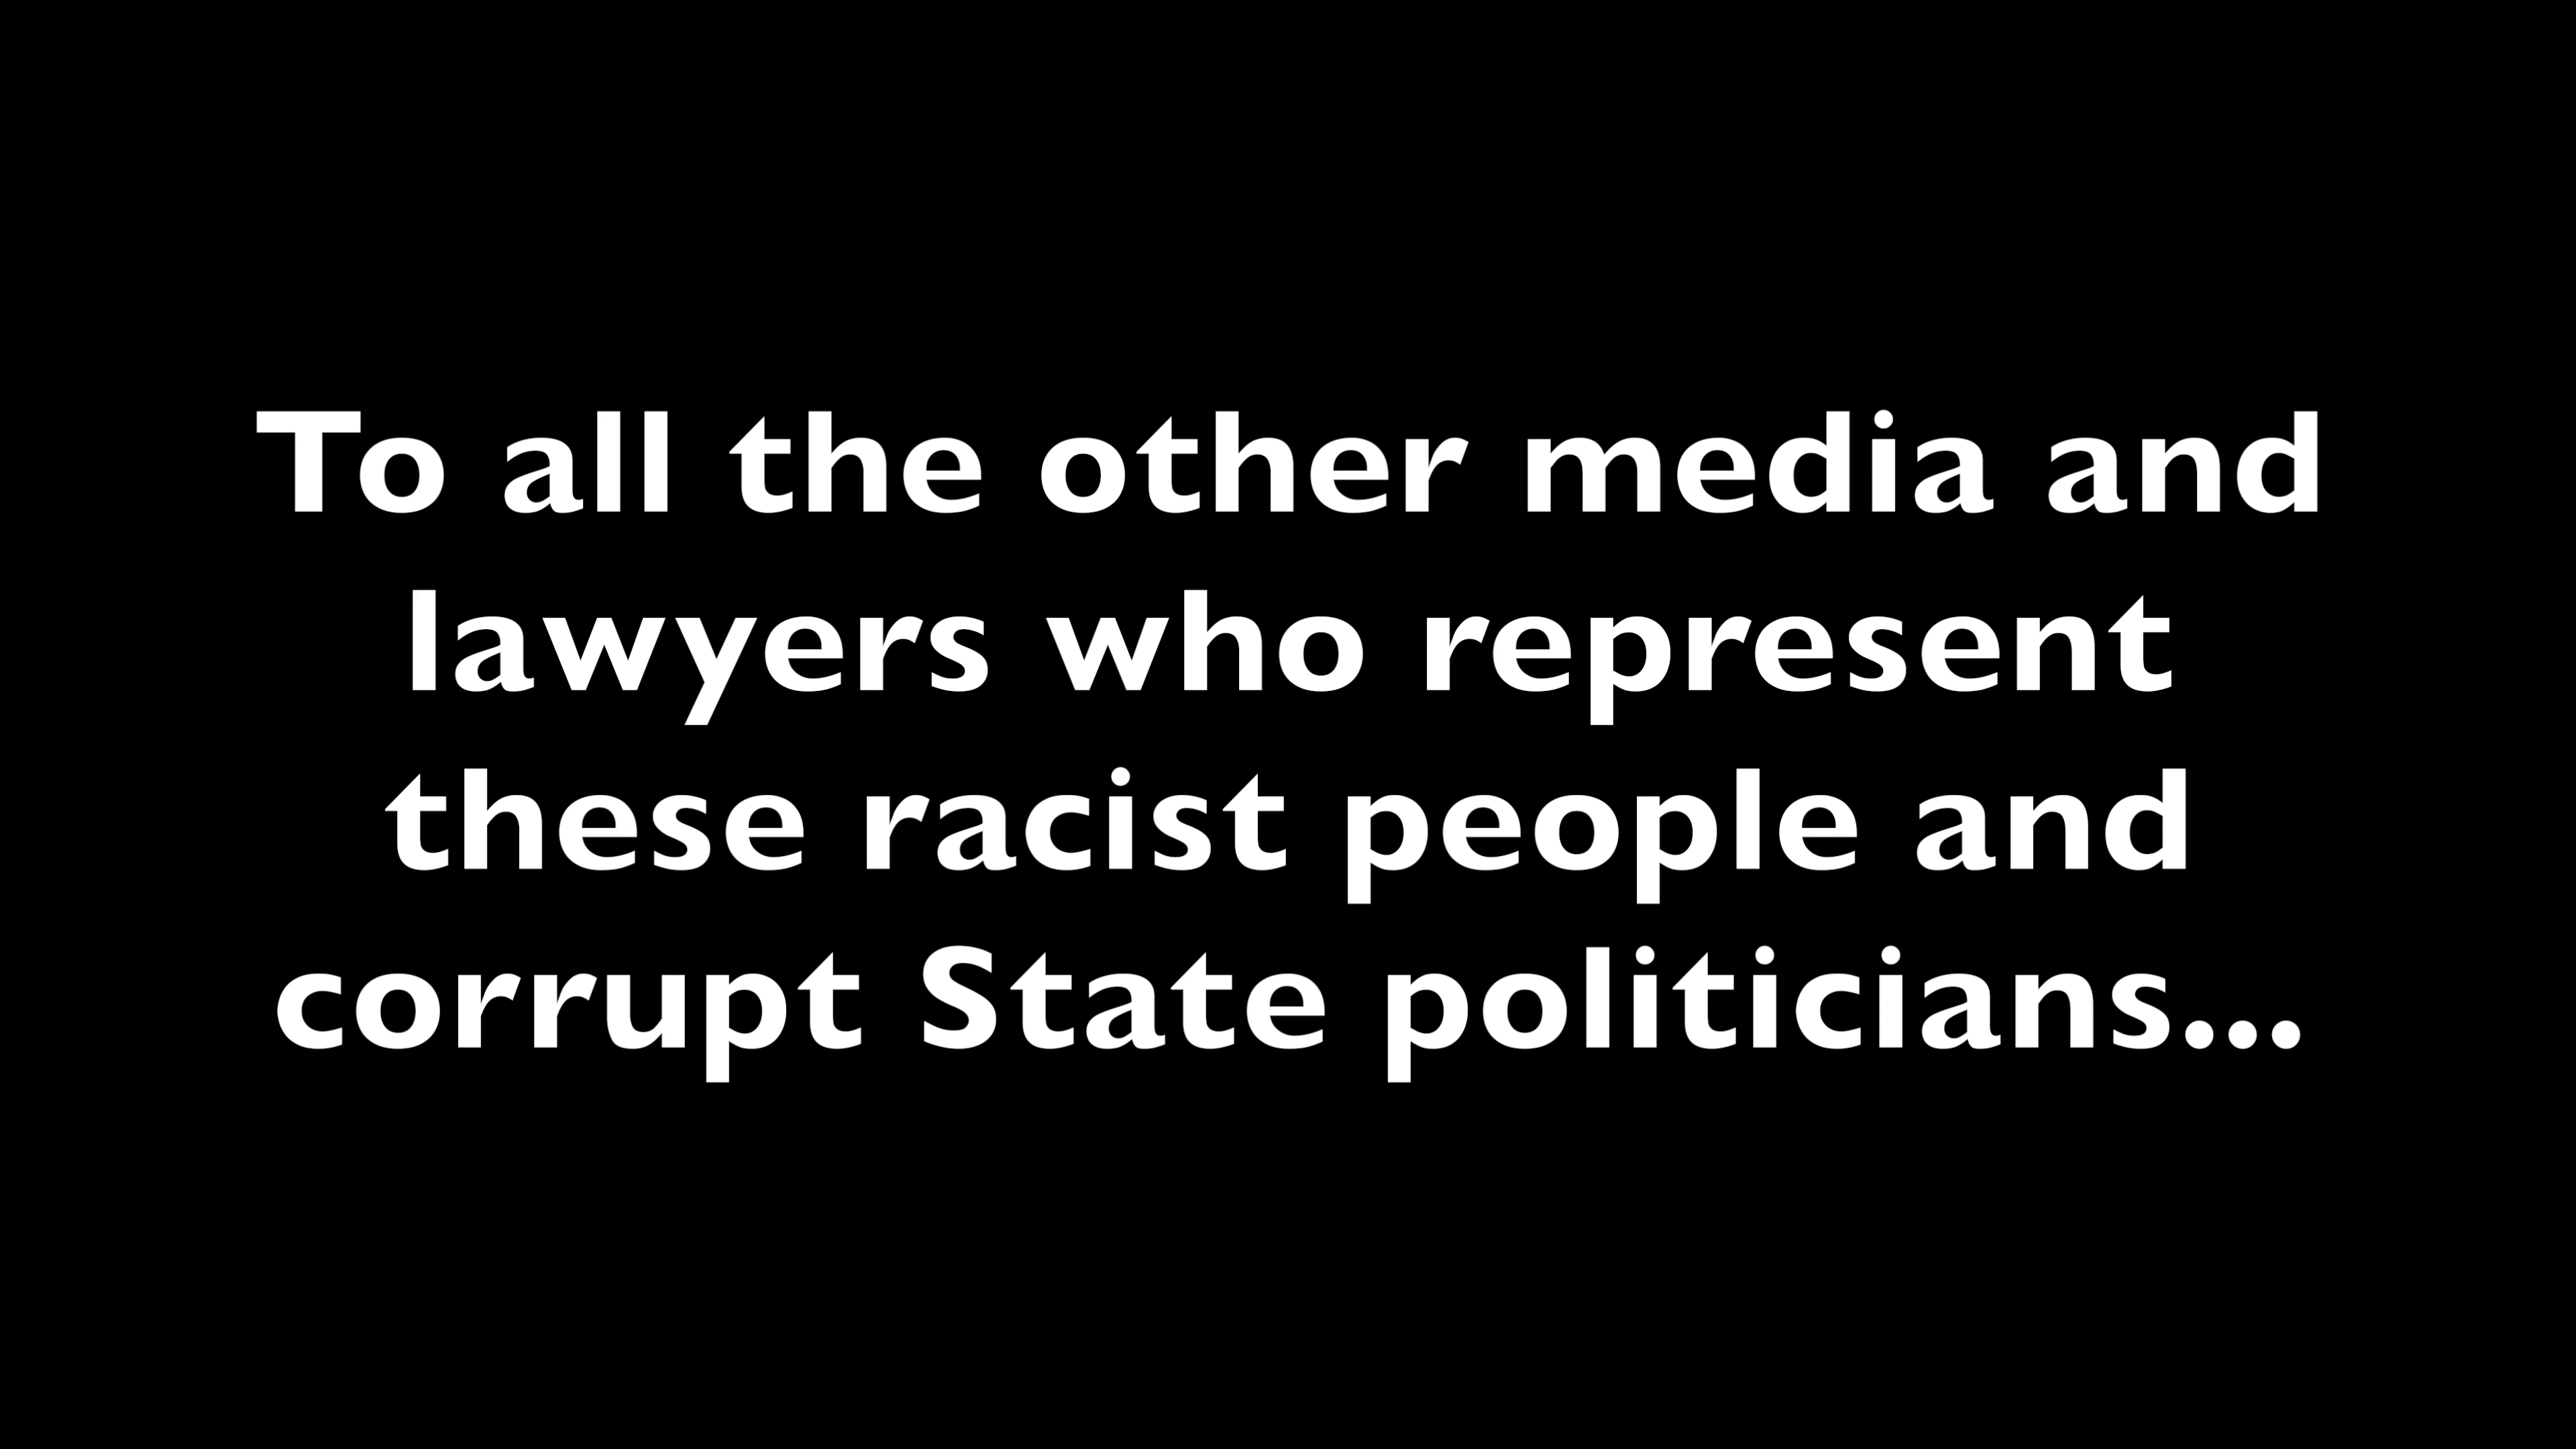 To all the other media and
lawyers who represent
these racist people and
corrupt State politicians...